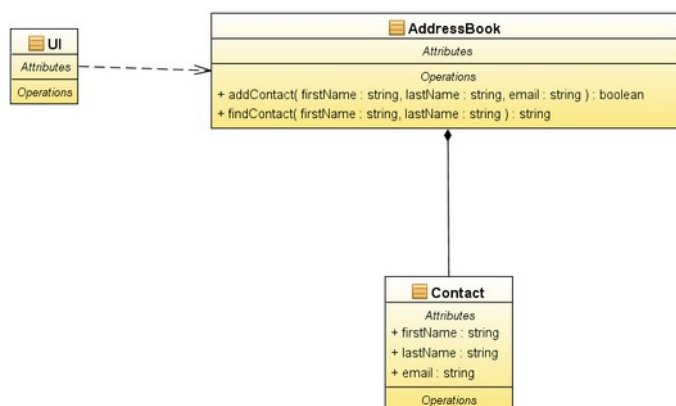 UI
Attributes
Operations
AddressBook
Attributes
Operations
+ addContact( firstName : string, lastName : string, email : string ) : boolean
+ findContact( firstName : string, lastName : string ) : string
Contact
Attributes
+ firstName : string
+ lastName : string
+ email : string
Operations